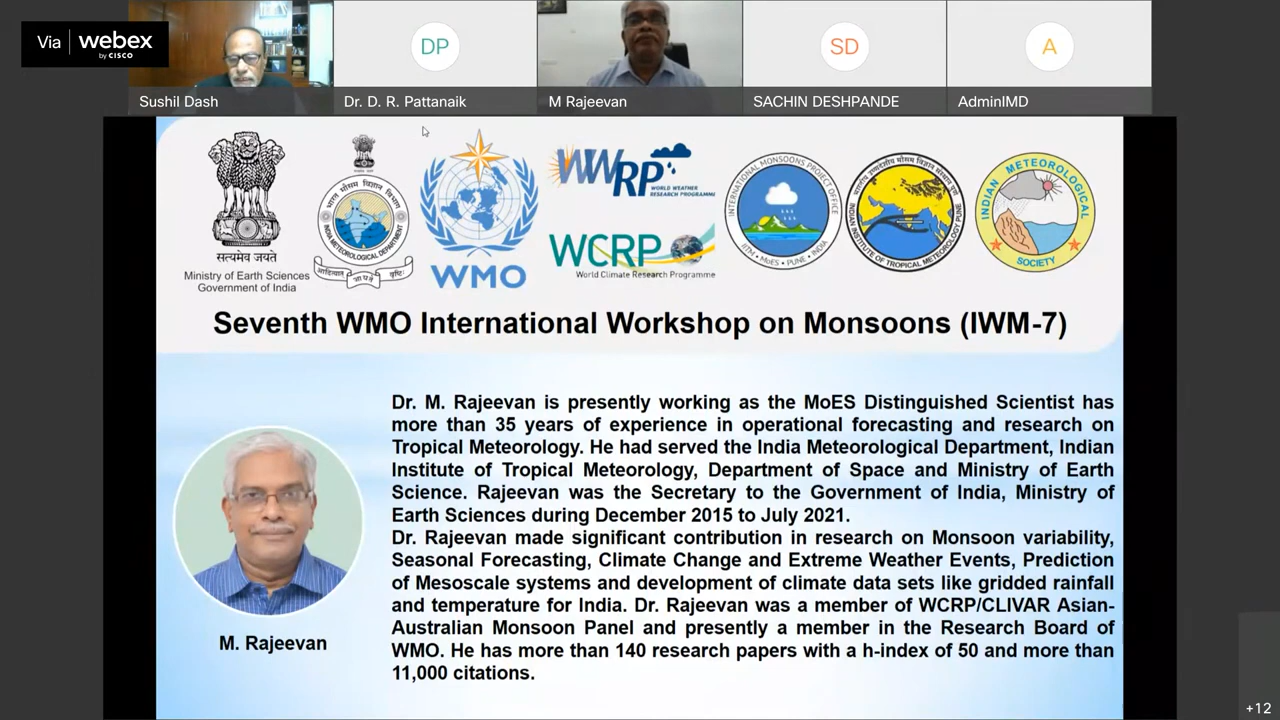 Via webex
by CISCO
DP
SD
A
Sushil Dash
Dr. D. R. Pattanaik
M Rajeevan
SACHIN DESHPANDE
AdminIMD
सत्यमेव जयते
Ministry of Earth Sciences
Government of India
भारत मौसम विज्ञान विभाग
INDIA METEOROLOGICAL DEPARTMENT
WMO
WWRP
WORLD WEATHER
RESEARCH PROGRAMME
WCRP
World Climate Research Programme
INTERNATIONAL MONSOONS PROJECT OFFICE
IITM • MoES • PUNE • INDIA
INDIAN INSTITUTE OF TROPICAL METEOROLOGY PUNE
INDIAN METEOROLOGICAL
SOCIETY
Seventh WMO International Workshop on Monsoons (IWM-7)
Dr. M. Rajeevan is presently working as the MoES Distinguished Scientist has
more than 35 years of experience in operational forecasting and research on
Tropical Meteorology. He had served the India Meteorological Department, Indian
Institute of Tropical Meteorology, Department of Space and Ministry of Earth
Science. Rajeevan was the Secretary to the Government of India, Ministry of
Earth Sciences during December 2015 to July 2021.
Dr. Rajeevan made significant contribution in research on Monsoon variability,
Seasonal Forecasting, Climate Change and Extreme Weather Events, Prediction
of Mesoscale systems and development of climate data sets like gridded rainfall
and temperature for India. Dr. Rajeevan was a member of WCRP/CLIVAR Asian-
Australian Monsoon Panel and presently a member in the Research Board of
WMO. He has more than 140 research papers with a h-index of 50 and more than
11,000 citations.
M. Rajeevan
+12